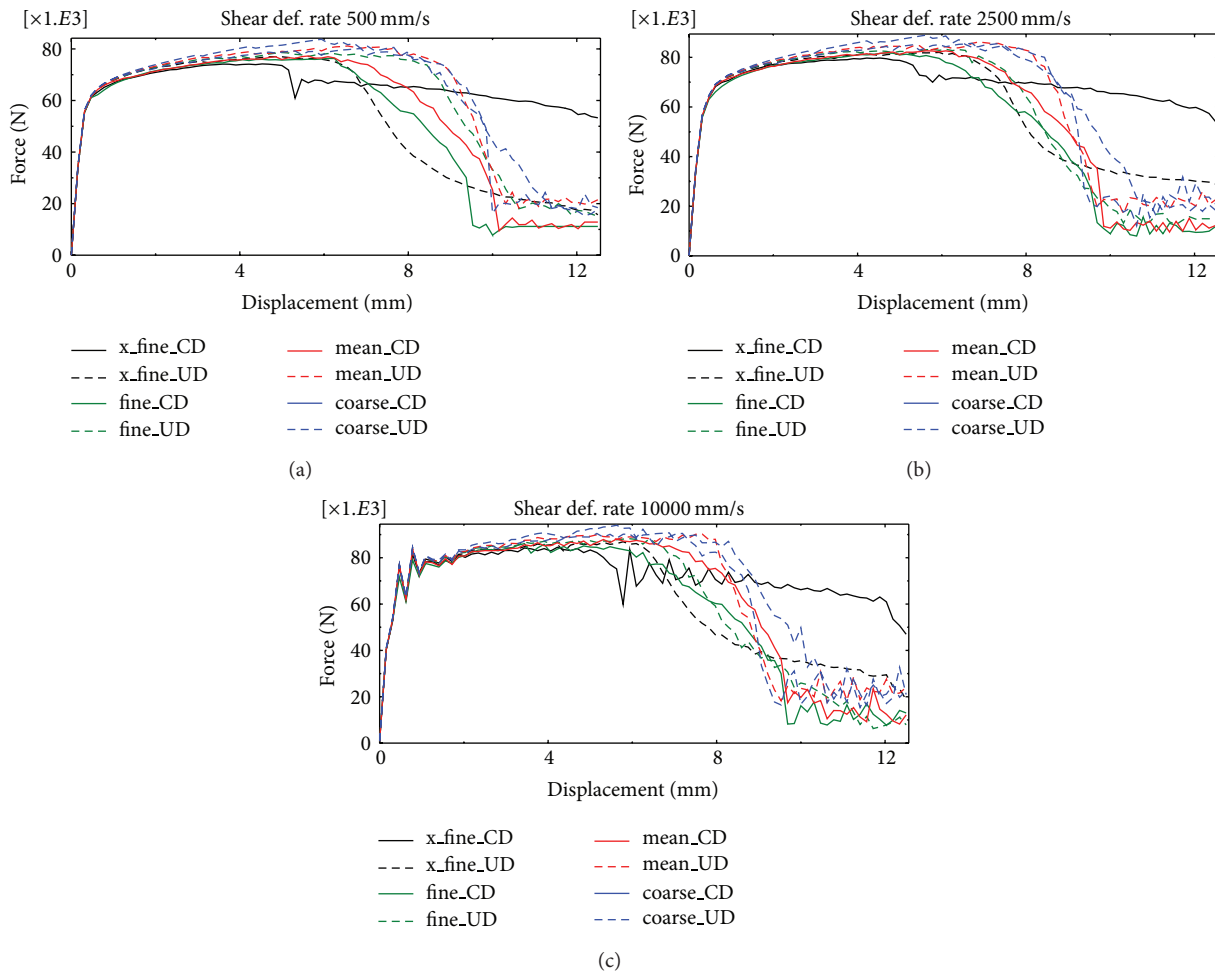 [×1.E3]
Shear def. rate 500 mm/s
80
60
40
20
0
Force (N)
0
4
8
12
Displacement (mm)
x_fine_CD
x_fine_UD
fine_CD
fine_UD
mean_CD
mean_UD
coarse_CD
coarse_UD
(a)
[×1.E3]
Shear def. rate 2500 mm/s
80
60
40
20
0
Force (N)
0
4
8
12
Displacement (mm)
x_fine_CD
x_fine_UD
fine_CD
fine_UD
mean_CD
mean_UD
coarse_CD
coarse_UD
(b)
[×1.E3]
Shear def. rate 10000 mm/s
80
60
40
20
0
Force (N)
0
4
8
12
Displacement (mm)
x_fine_CD
x_fine_UD
fine_CD
fine_UD
mean_CD
mean_UD
coarse_CD
coarse_UD
(c)